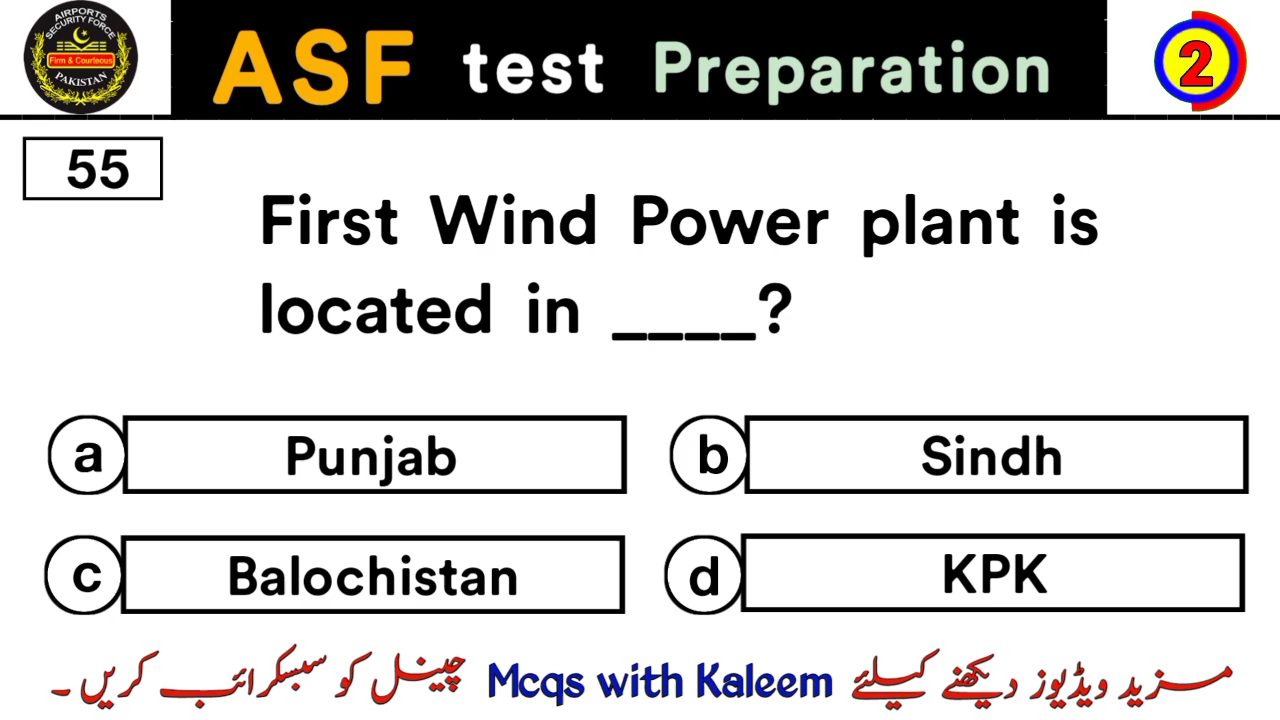 AIRPORTS
SECURITY FORCE
Firm & Courteous
PAKISTAN
ASF test Preparation
2
55
First Wind Power plant is
located in ____?
a Punjab
b Sindh
c Balochistan
d KPK
مزید ویڈیوز دیکھنے کیلئے Mcqs with Kaleem چینل کو سبسکرائب کریں ۔